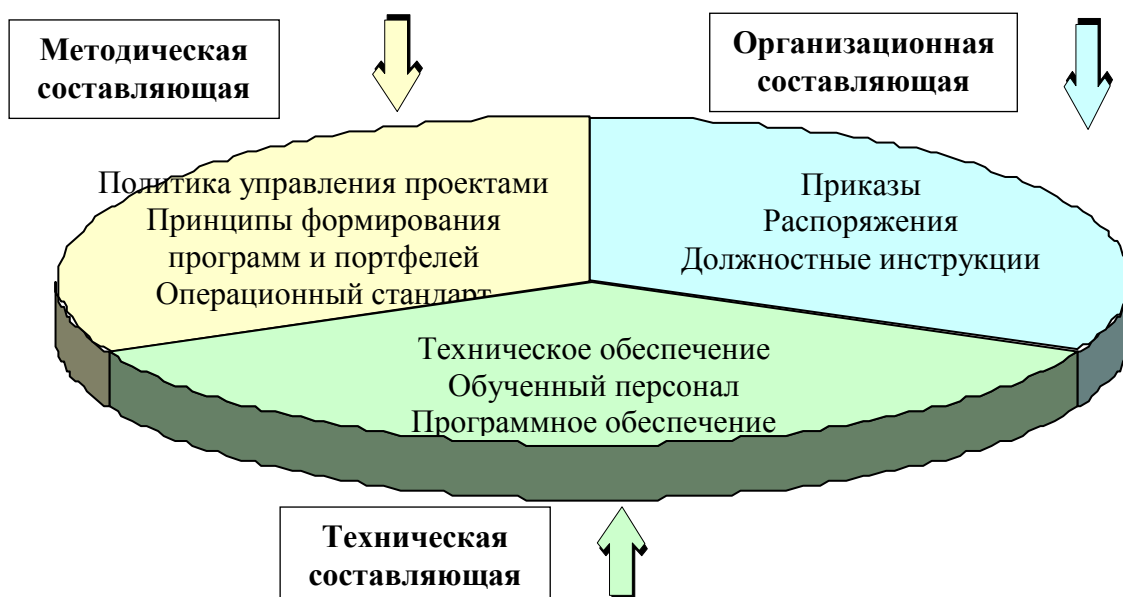 Методическая
составляющая
Организационная
составляющая
Политика управления проектами
Принципы формирования
программ и портфелей
Операционный стандарт
Приказы
Распоряжения
Должностные инструкции
Техническое обеспечение
Обученный персонал
Программное обеспечение
Техническая
составляющая